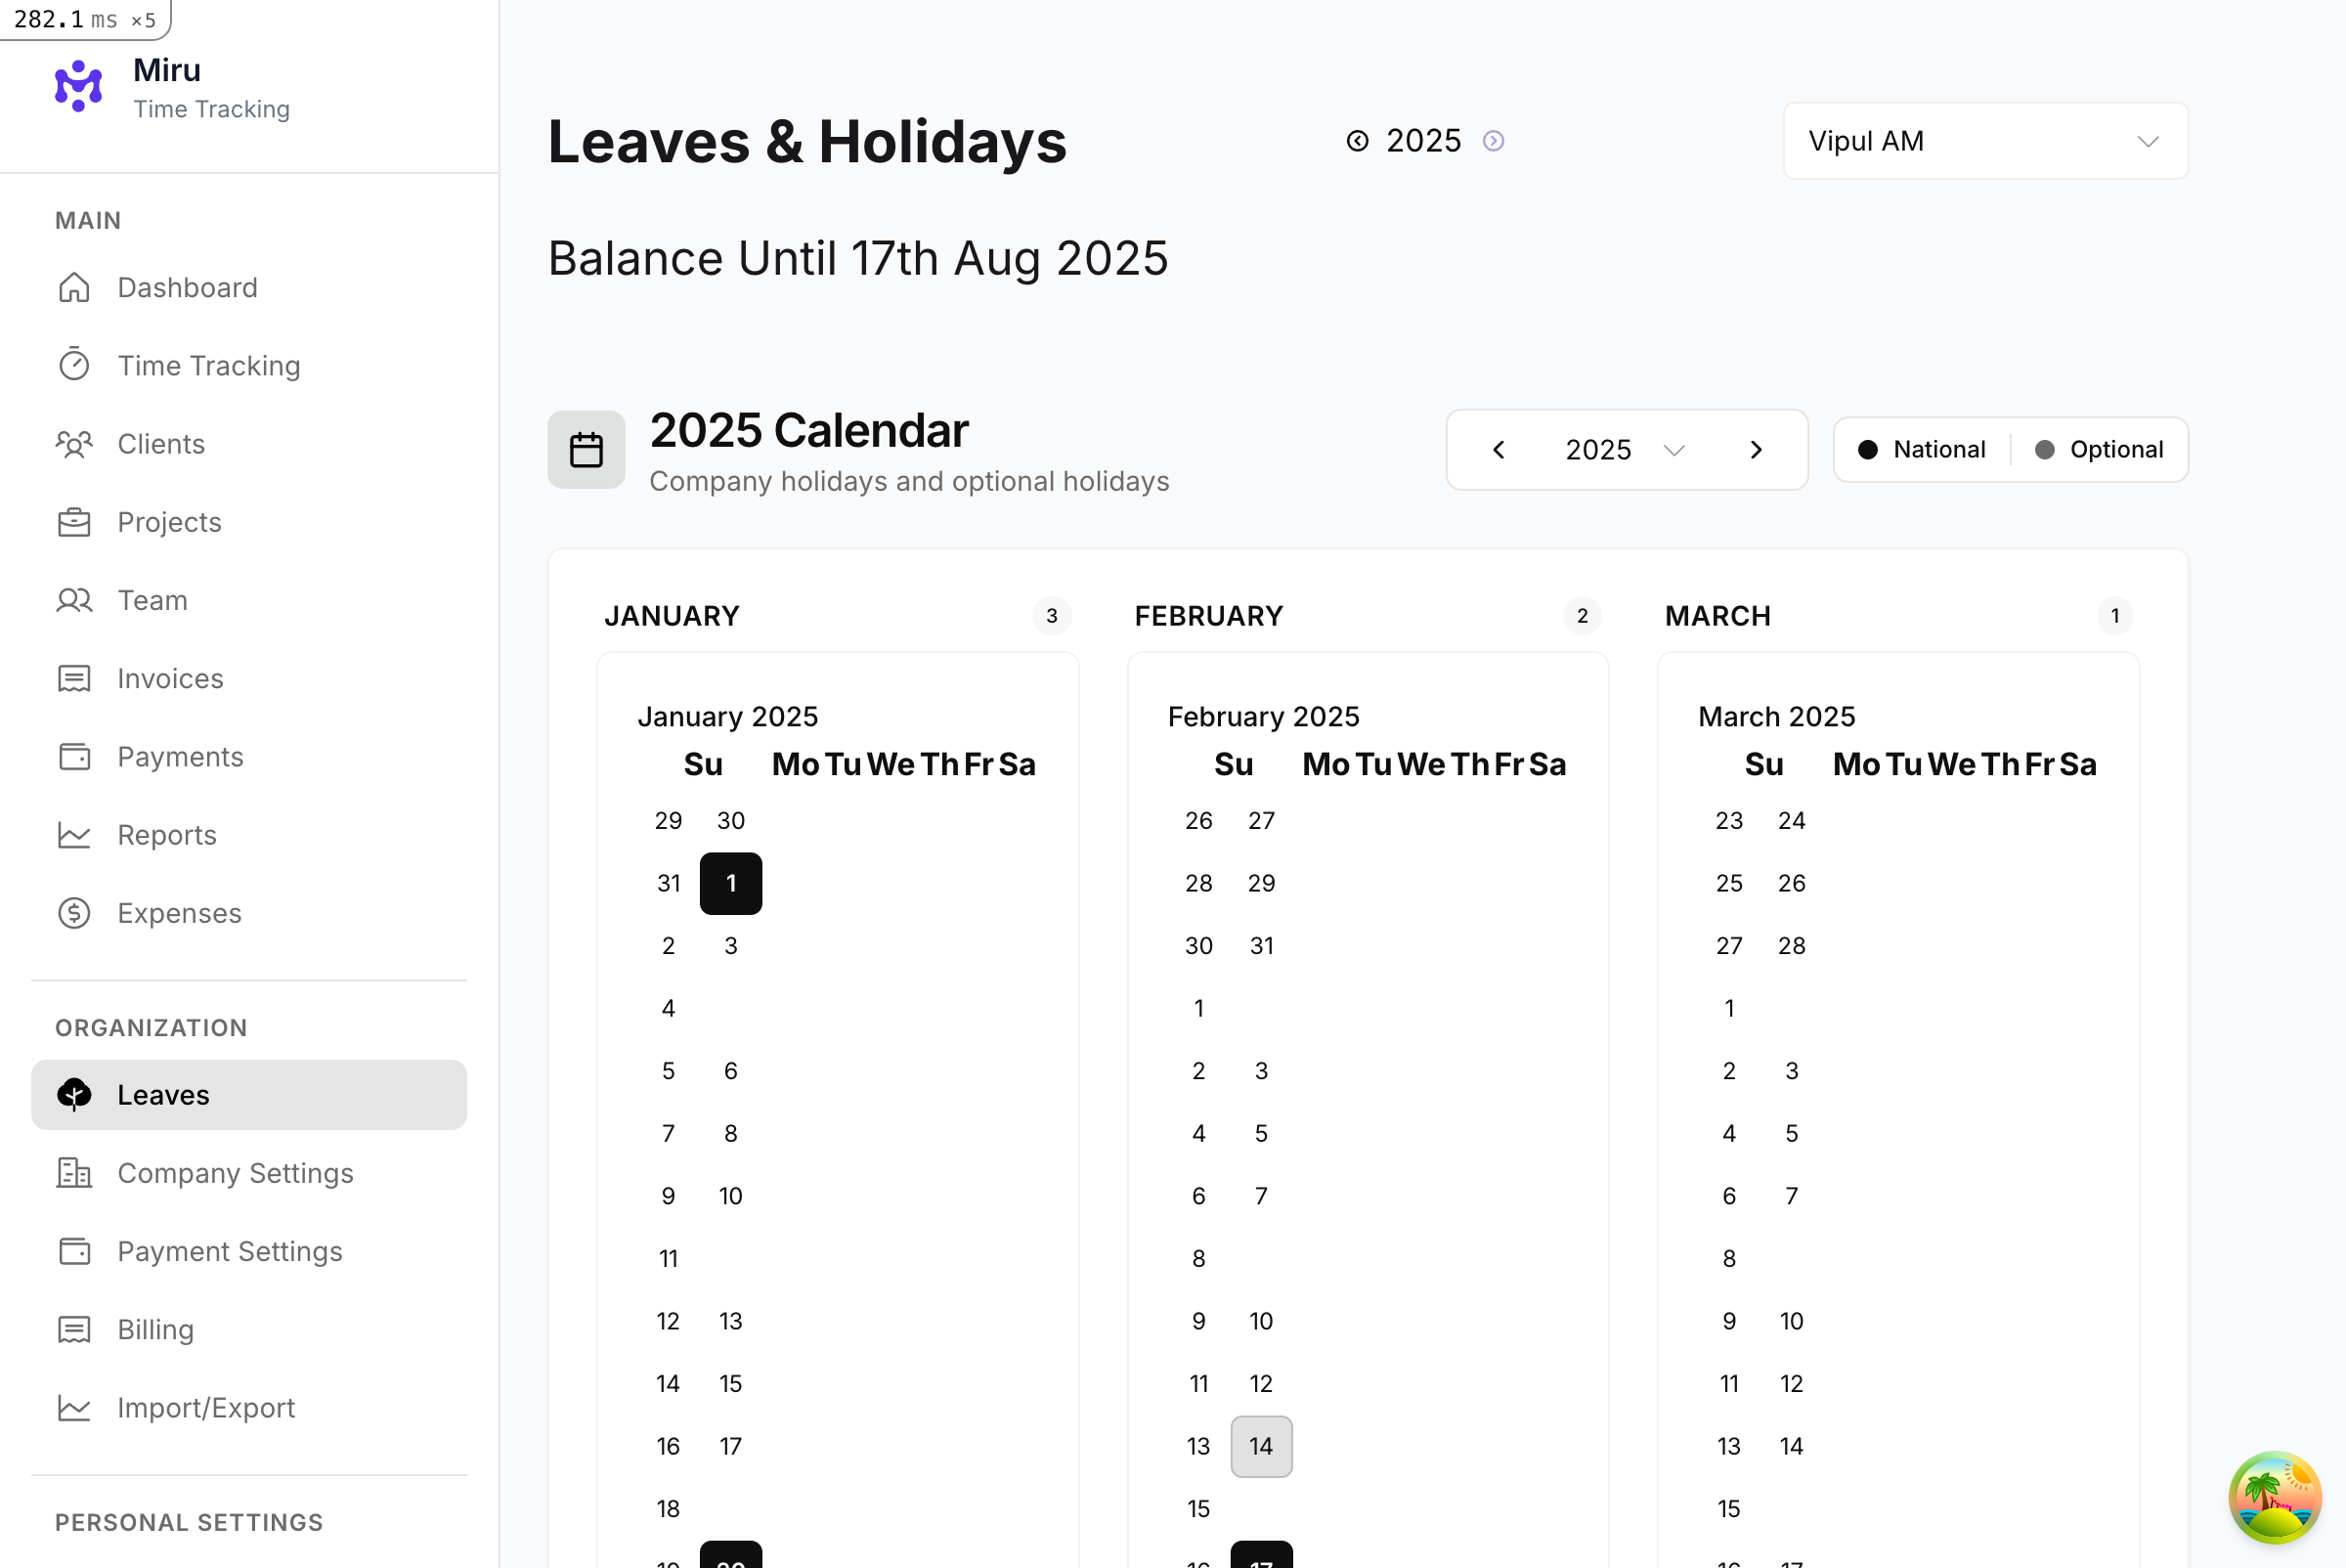 282.1 ms ×5
Miru
Time Tracking
MAIN
Dashboard
Time Tracking
Clients
Projects
Team
Invoices
Payments
Reports
Expenses
ORGANIZATION
Leaves
Company Settings
Payment Settings
Billing
Import/Export
PERSONAL SETTINGS
Leaves & Holidays
2025
Vipul AM
Balance Until 17th Aug 2025
2025 Calendar
Company holidays and optional holidays
2025
National
Optional
JANUARY 3
January 2025
Su Mo Tu We Th Fr Sa
29 30
31 1
2 3
4
5 6
7 8
9 10
11
12 13
14 15
16 17
18
19 20
FEBRUARY 2
February 2025
Su Mo Tu We Th Fr Sa
26 27
28 29
30 31
1
2 3
4 5
6 7
8
9 10
11 12
13 14
15
16 17
MARCH 1
March 2025
Su Mo Tu We Th Fr Sa
23 24
25 26
27 28
1
2 3
4 5
6 7
8
9 10
11 12
13 14
15
16 17